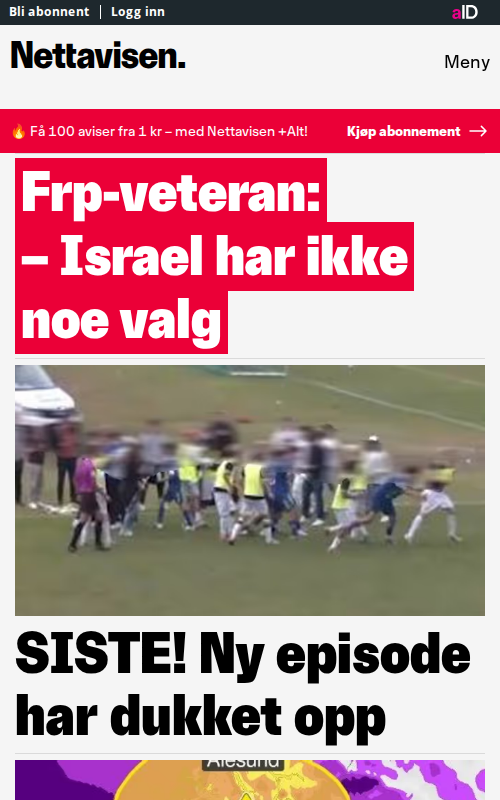 Bli abonnent | Logg inn
aID
Nettavisen.
Meny
🔥 Få 100 aviser fra 1 kr – med Nettavisen +Alt!
Kjøp abonnement →
Frp-veteran:
– Israel har ikke
noe valg
SISTE! Ny episode
har dukket opp
Ålesund